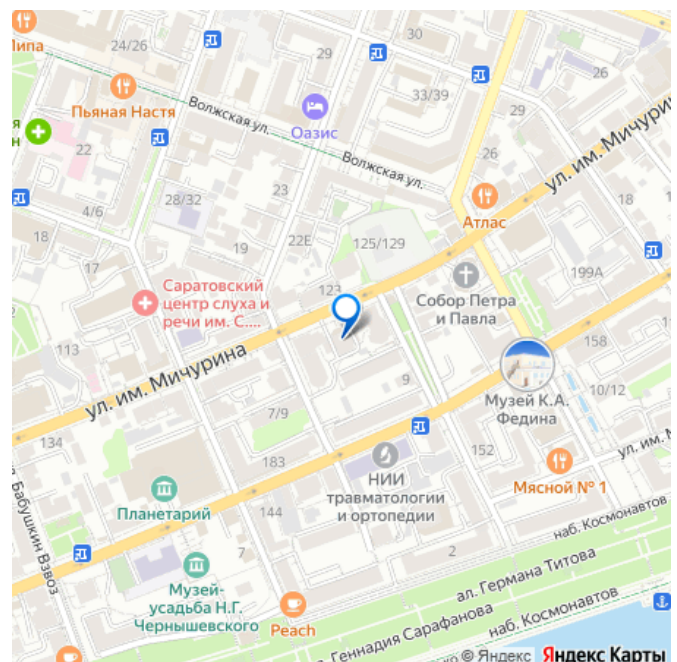 Липа
24/26
29
30
26
Пьяная Настя
Волжская ул.
Оазис
33/39
29
22
Волжская ул.
26
ул. им. Мичурин
28/32
23
18
4/6
Атлас
18
19
22Е
125/129
17
199А
Саратовский
центр слуха и
речи им. С....
123
Собор Петра
и Павла
113
158
ул. им. Мичурина
9
10/12
Музей К.А.
Федина
134
7/9
183
152
ул. им. М
НИИ
травматологии
и ортопедии
Мясной № 1
Бабушкин Взвоз
Планетарий
144
наб. Космонавтов
7
2
ал. Германа Титова
Музей-
усадьба Н.Г.
Чернышевского
наб. Космонавтов
Peach
Геннадия Сарафанова
© Яндекс Яндекс Карты